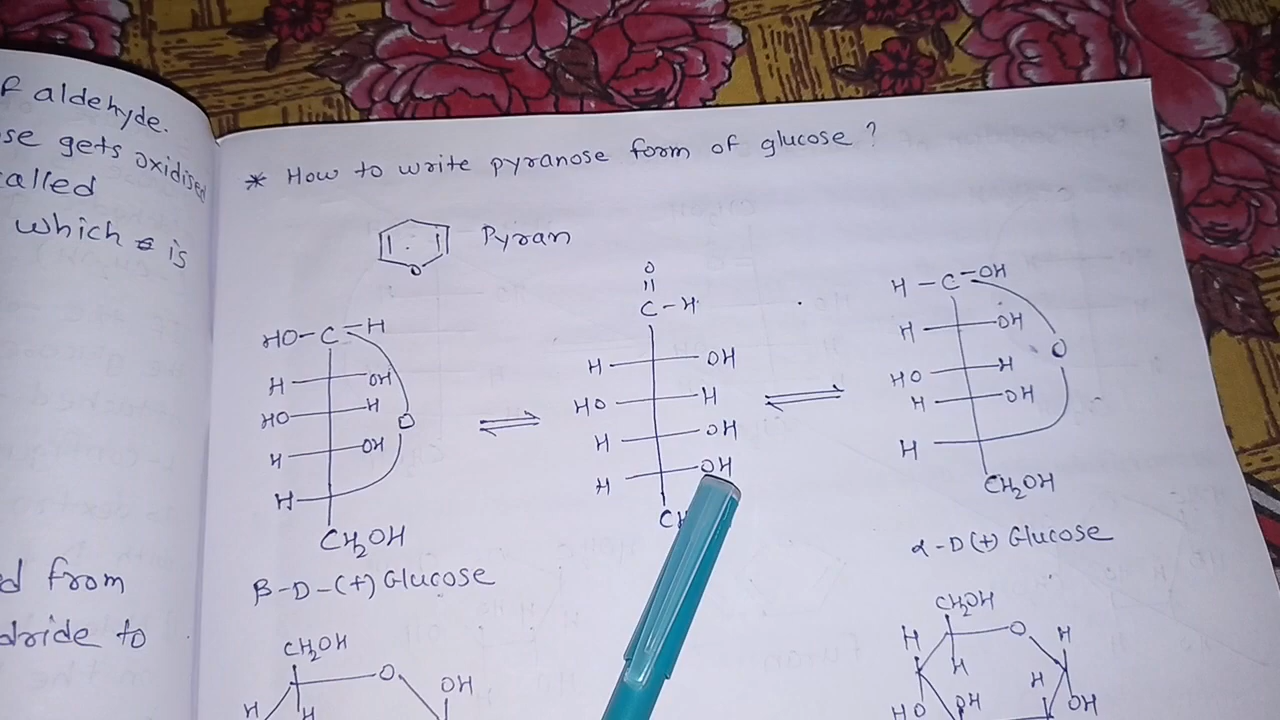 f aldehyde.
se gets oxidised
called
which is
d from
dride to
* How to write pyranose form of glucose ?
Pyran
O
HO-C-H
H OH
HO H
O
H OH
H
CH2OH
β-D-(+) Glucose
O
C-H
H OH
HO H
H OH
H OH
CH
H-C-OH
H OH
O
HO H
H OH
H
CH2OH
α-D(+) Glucose
CH2OH
O
OH
H H
CH2OH
O
H H
H
H
HO OH OH